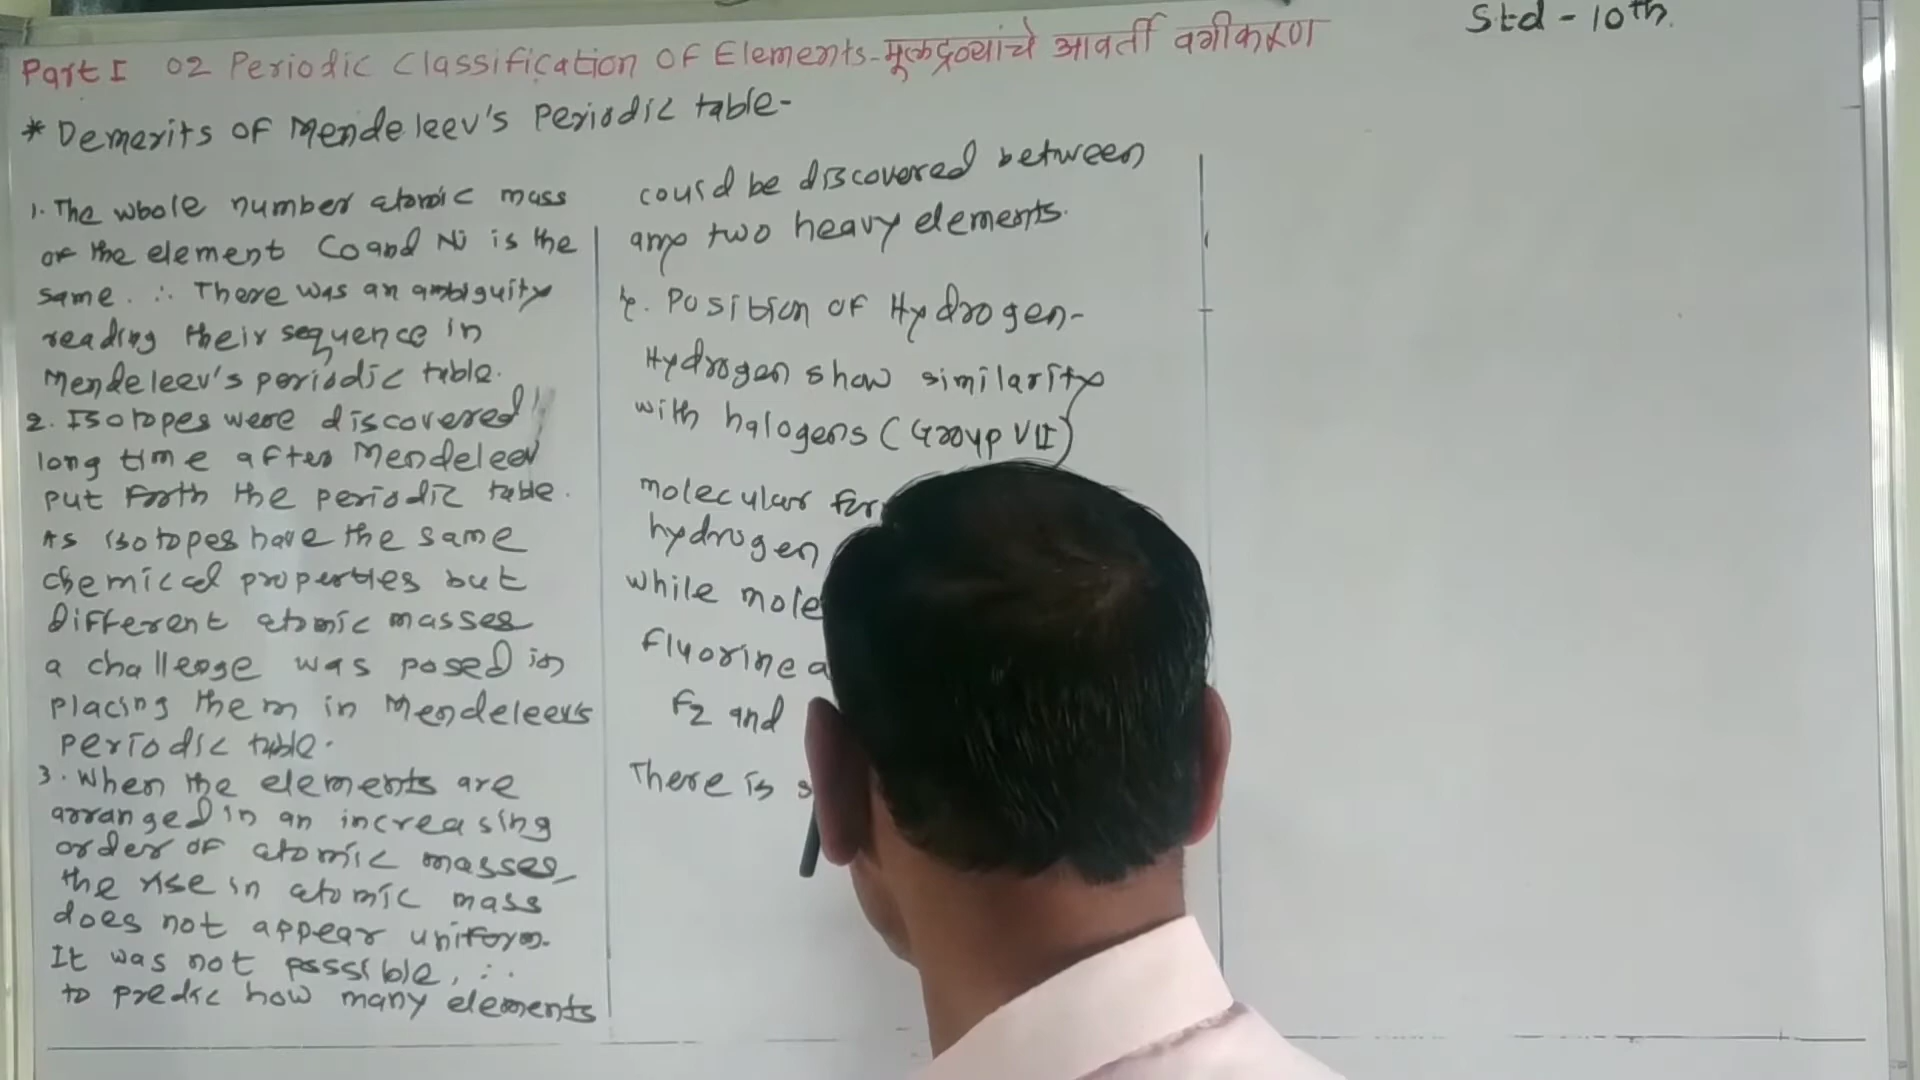 Std - 10th.
Part I 02 Periodic Classification Of Elements - मूलद्रव्यांचे आवर्ती वर्गीकरण
* Demerits of Mendeleev's Periodic table-
1. The whole number atomic mass
of the element Co and Ni is the
same. ∴ There was an ambiguity
reading their sequence in
Mendeleev's periodic table.
2. Isotopes were discovered
long time after Mendeleev
put forth the periodic table.
As isotopes have the same
chemical properties but
different atomic masses
a challenge was posed in
placing them in Mendeleev's
periodic table.
3. When the elements are
arranged in an increasing
order of atomic masses
the rise in atomic mass
does not appear uniform.
It was not possible, ∴
to predic how many elements
could be discovered between
any two heavy elements.
4. Position of Hydrogen-
Hydrogen show similarity
with halogens (Group VII)
molecular for
hydrogen
while mole
fluorine a
F2 and
There is s